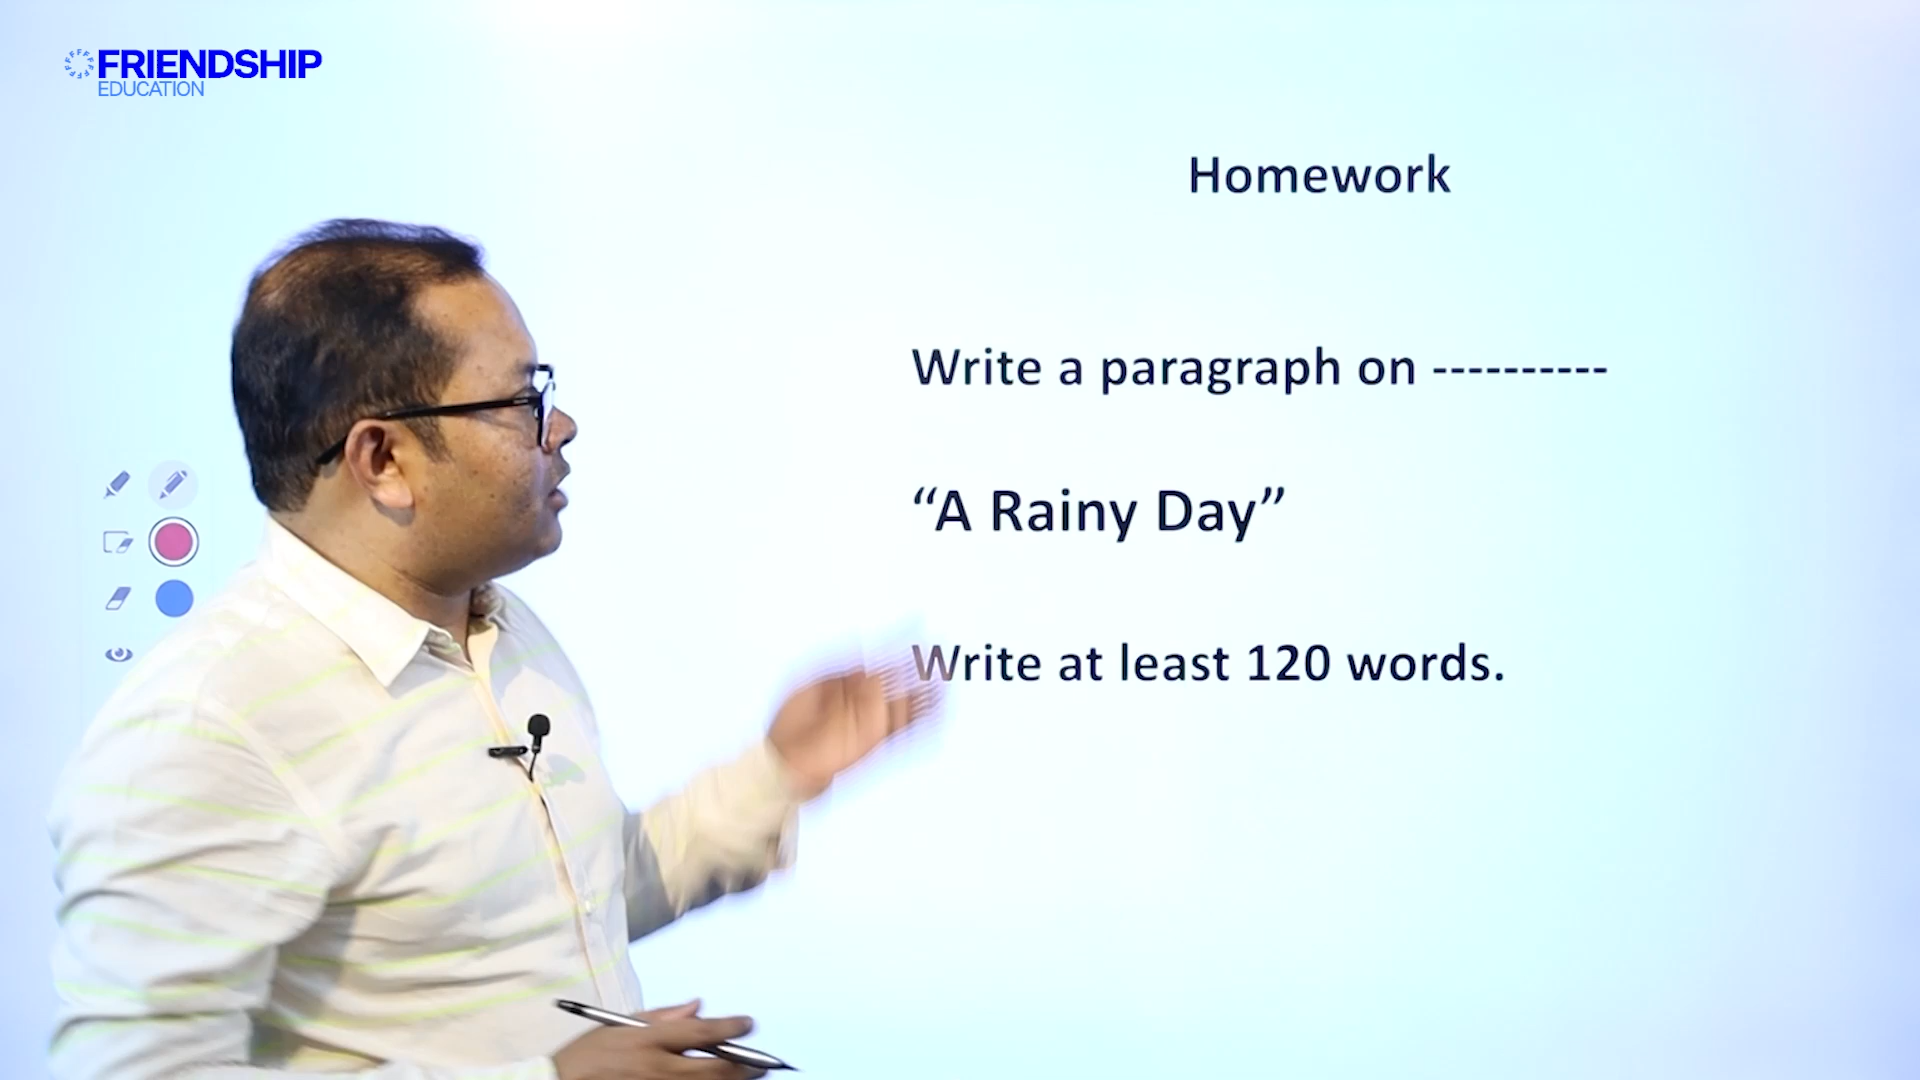 FRIENDSHIP
EDUCATION
Homework
Write a paragraph on ----------
“A Rainy Day”
Write at least 120 words.